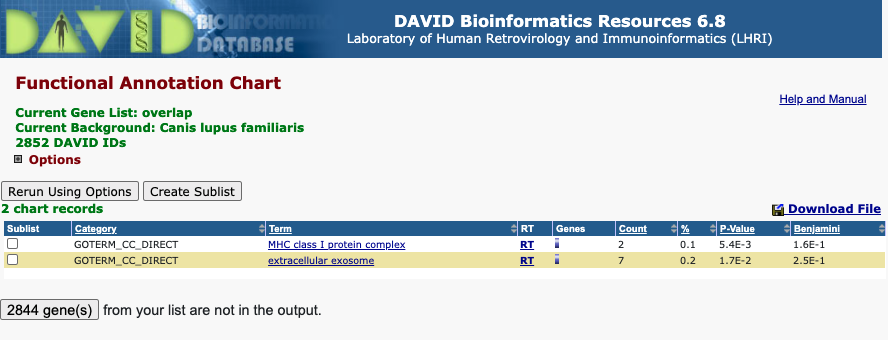 DAVID BIOINFORMATICS DATABASE
DAVID Bioinformatics Resources 6.8
Laboratory of Human Retrovirology and Immunoinformatics (LHRI)
Functional Annotation Chart
Help and Manual
Current Gene List: overlap
Current Background: Canis lupus familiaris
2852 DAVID IDs
Options
Rerun Using Options Create Sublist
2 chart records Download File
Sublist Category Term RT Genes Count % P-Value Benjamini
GOTERM_CC_DIRECT MHC class I protein complex RT 2 0.1 5.4E-3 1.6E-1
GOTERM_CC_DIRECT extracellular exosome RT 7 0.2 1.7E-2 2.5E-1
2844 gene(s) from your list are not in the output.